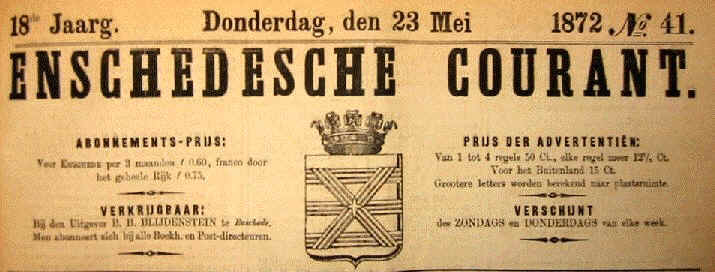 18de Jaarg. Donderdag, den 23 Mei 1872 No. 41.
ENSCHEDESCHE COURANT.
ABONNEMENTS-PRIJS:
Voor ENSCHEDE per 3 maanden f 0.60, franco door
het geheele Rijk f 0.75.
VERKRIJGBAAR:
Bij den Uitgever B. B. BLIJDENSTEIN te Enschede.
Men abonneert zich bij alle Boekh. en Post-directeuren.
PRIJS DER ADVERTENTIËN:
Van 1 tot 4 regels 50 Ct., elke regel meer 12½ Ct.
Voor het Buitenland 15 Ct.
Grootere letters worden berekend naar plaatsruimte.
VERSCHIJNT
des ZONDAGS en DONDERDAGS van elke week.